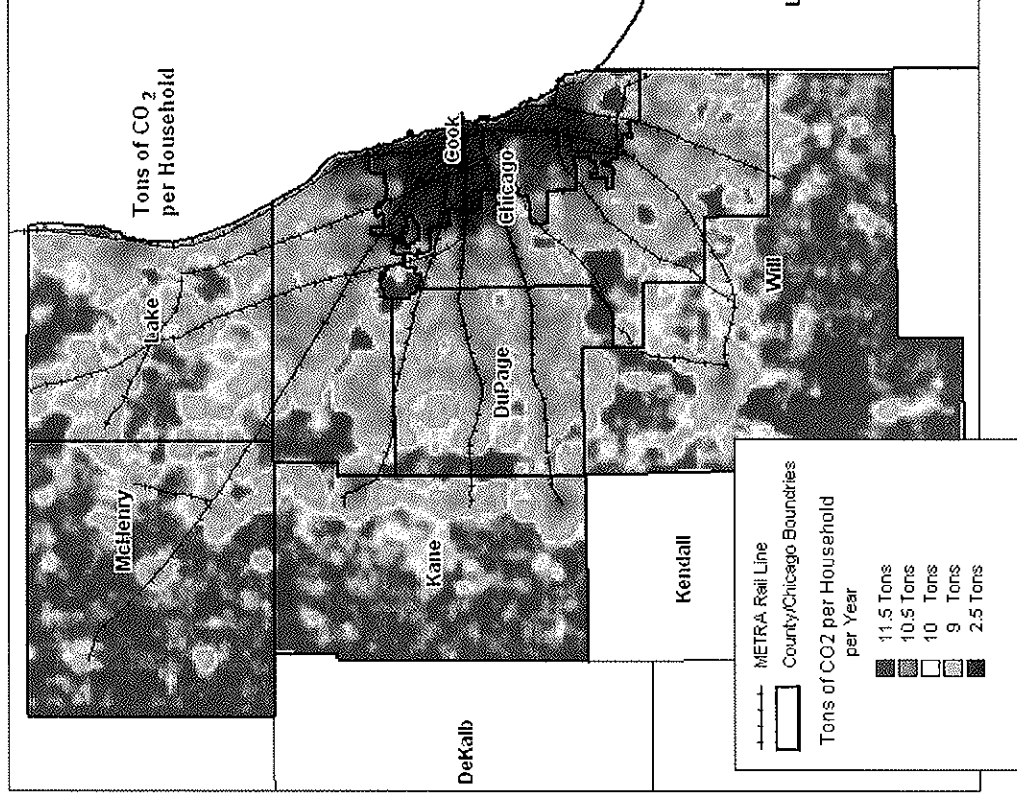 Tons of CO2
per Household
Lake
McHenry
Cook
Chicago
DuPage
Kane
DeKalb
Kendall
Will
L
METRA Rail Line
County/Chicago Boundries
Tons of CO2 per Household
per Year
11.5 Tons
10.5 Tons
10 Tons
9 Tons
2.5 Tons